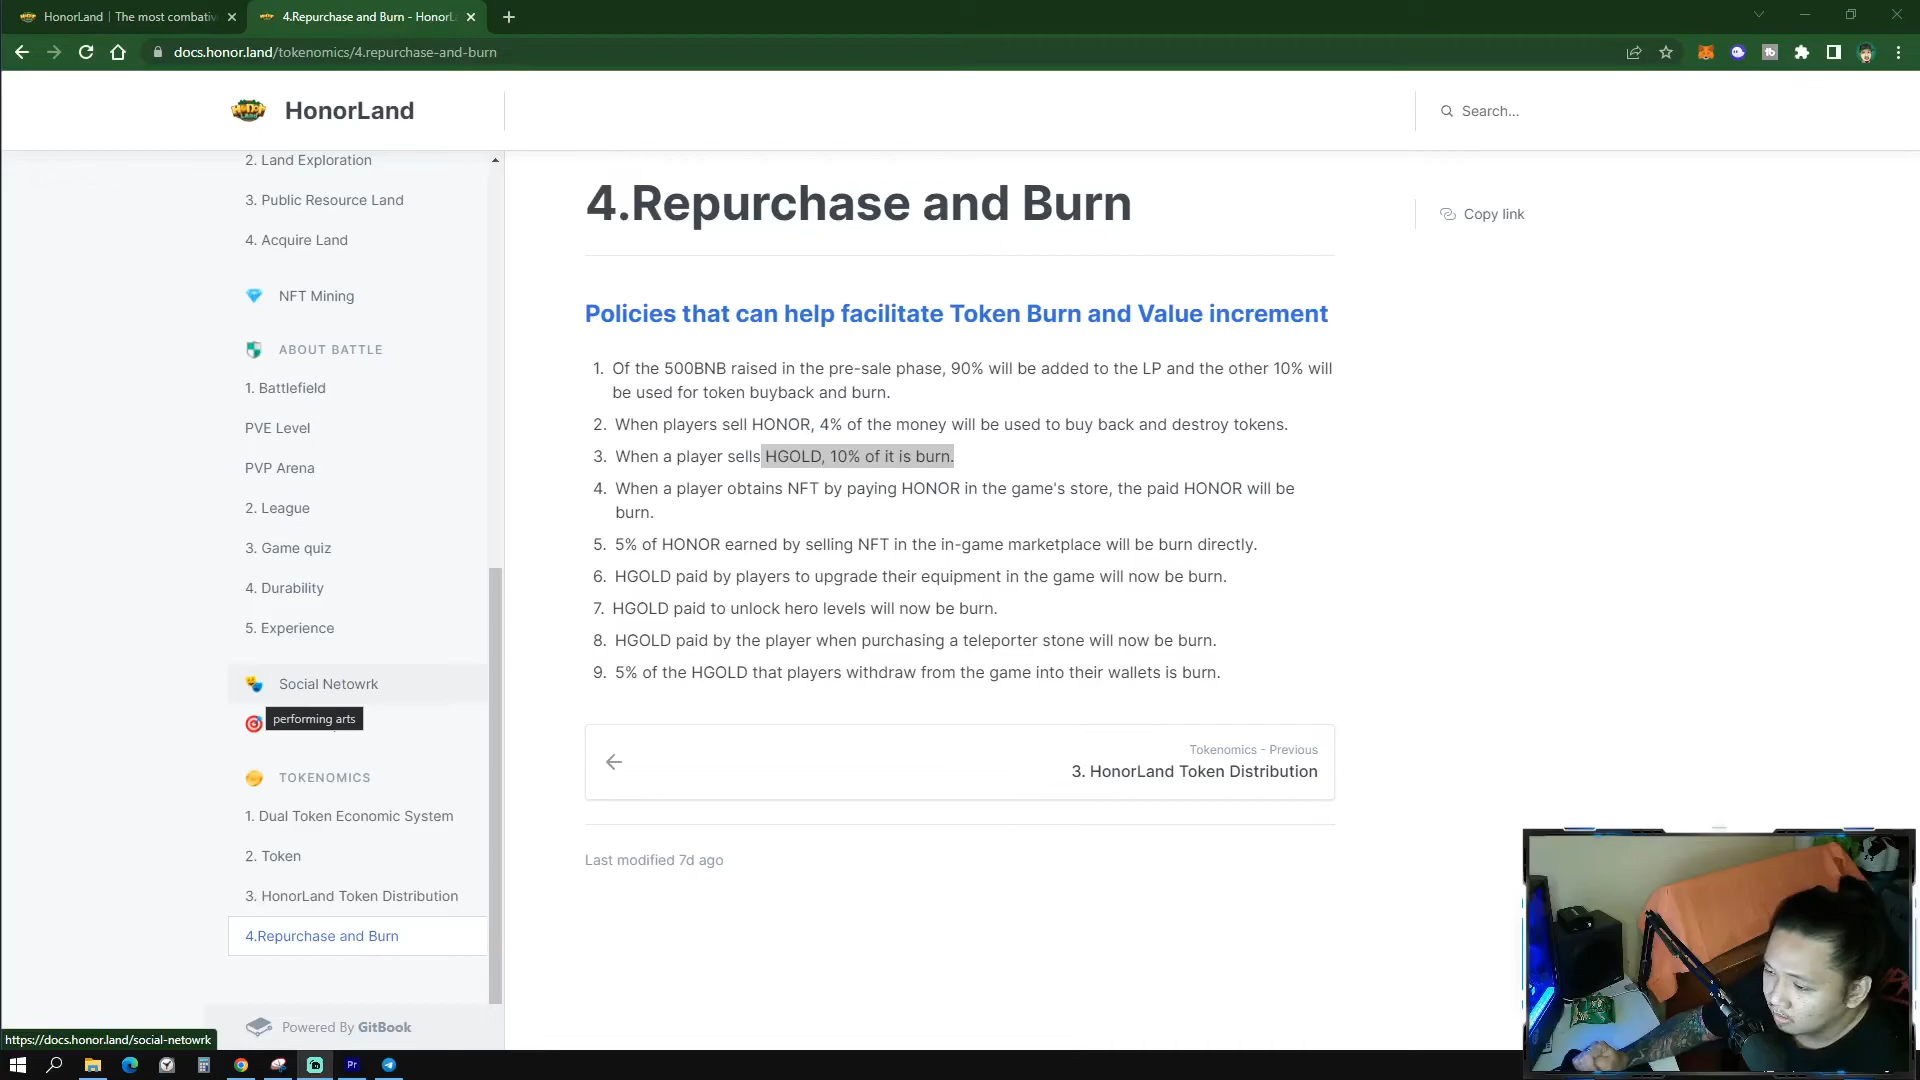 HonorLand | The most combativ
4.Repurchase and Burn - HonorL
docs.honor.land/tokenomics/4.repurchase-and-burn
HonorLand
Search...
2. Land Exploration
3. Public Resource Land
4. Acquire Land
NFT Mining
ABOUT BATTLE
1. Battlefield
PVE Level
PVP Arena
2. League
3. Game quiz
4. Durability
5. Experience
Social Netowrk
performing arts
TOKENOMICS
1. Dual Token Economic System
2. Token
3. HonorLand Token Distribution
4.Repurchase and Burn
Powered By GitBook
https://docs.honor.land/social-netowrk
4.Repurchase and Burn
Copy link
Policies that can help facilitate Token Burn and Value increment
1. Of the 500BNB raised in the pre-sale phase, 90% will be added to the LP and the other 10% will
be used for token buyback and burn.
2. When players sell HONOR, 4% of the money will be used to buy back and destroy tokens.
3. When a player sells HGOLD, 10% of it is burn.
4. When a player obtains NFT by paying HONOR in the game's store, the paid HONOR will be
burn.
5. 5% of HONOR earned by selling NFT in the in-game marketplace will be burn directly.
6. HGOLD paid by players to upgrade their equipment in the game will now be burn.
7. HGOLD paid to unlock hero levels will now be burn.
8. HGOLD paid by the player when purchasing a teleporter stone will now be burn.
9. 5% of the HGOLD that players withdraw from the game into their wallets is burn.
Tokenomics - Previous
3. HonorLand Token Distribution
Last modified 7d ago
Pr